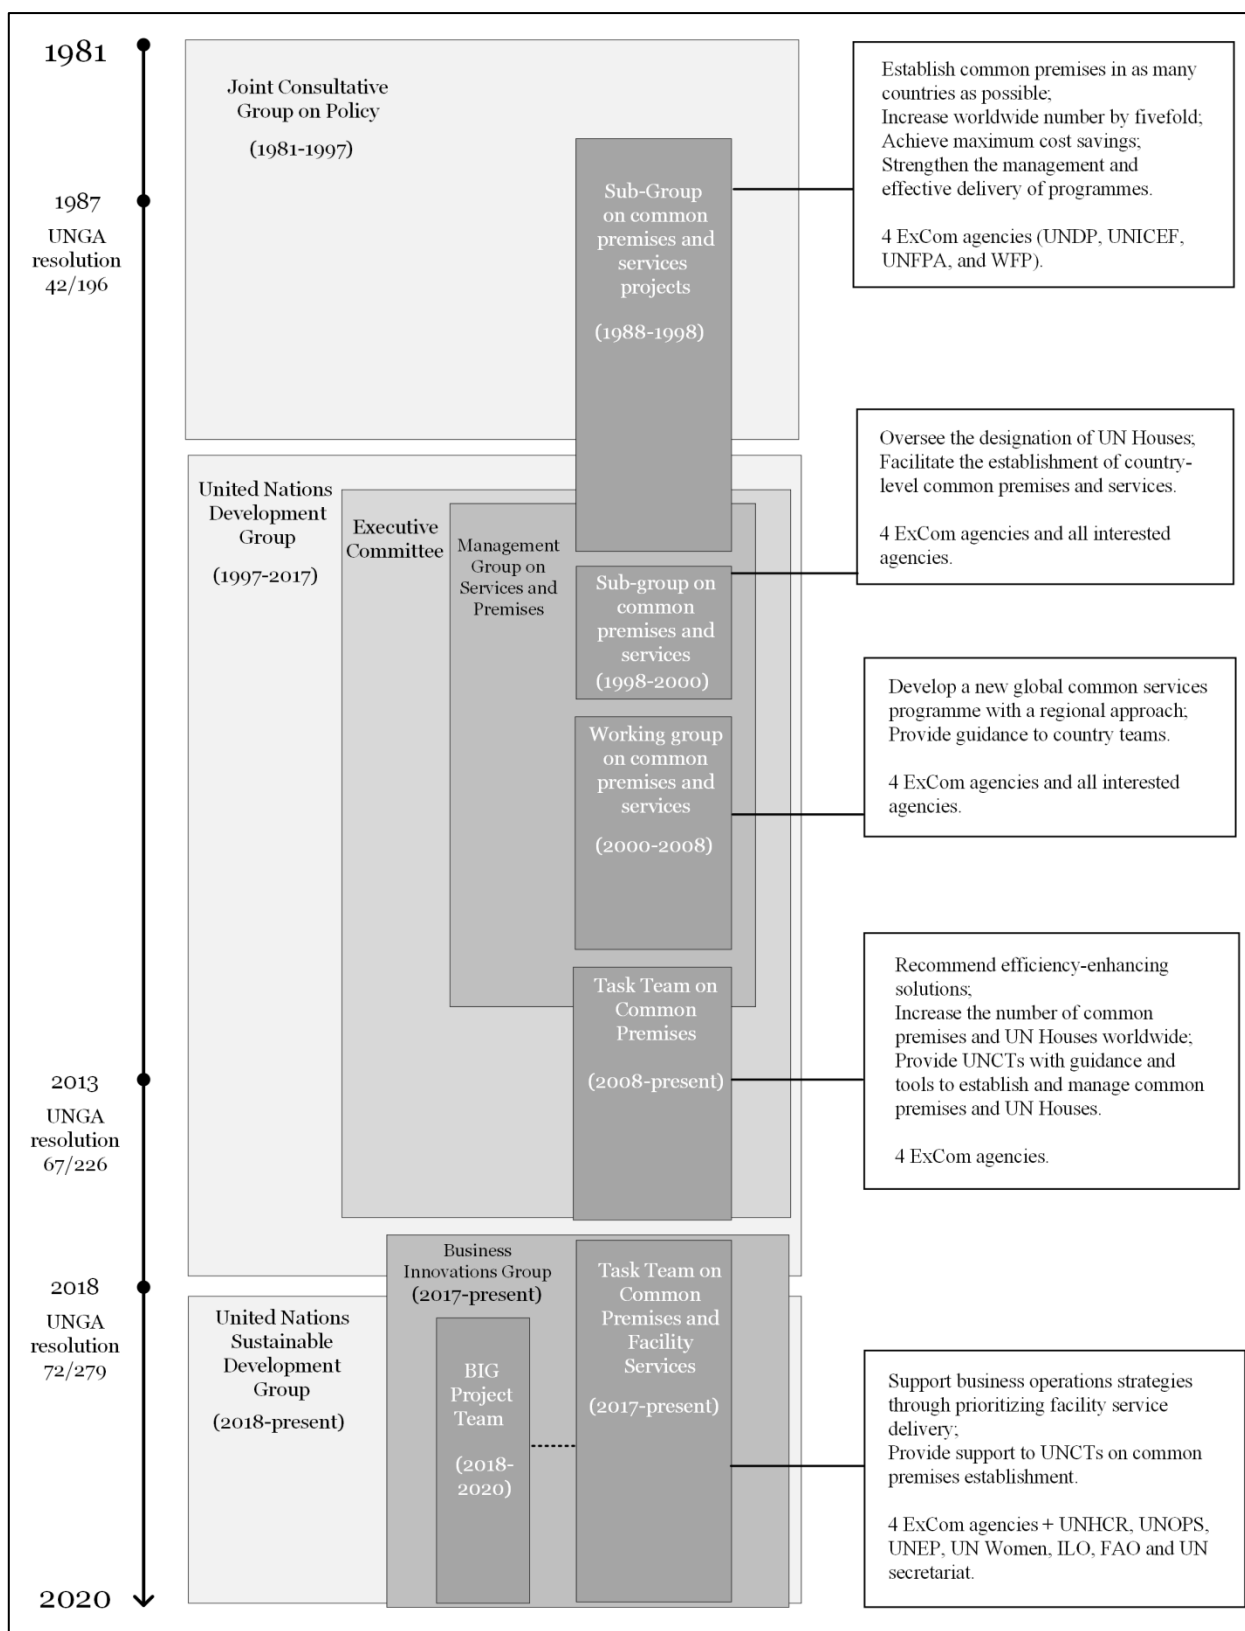 1981
1987
UNGA
resolution
42/196
2013
UNGA
resolution
67/226
2018
UNGA
resolution
72/279
2020
Joint Consultative
Group on Policy
(1981-1997)
Sub-Group
on common
premises and
services
projects
(1988-1998)
United Nations
Development
Group
(1997-2017)
Executive
Committee
Management
Group on
Services and
Premises
Sub-group on
common
premises and
services
(1998-2000)
Working group
on common
premises and
services
(2000-2008)
Task Team on
Common
Premises
(2008-present)
Business
Innovations Group
(2017-present)
Task Team on
Common
Premises and
Facility
Services
(2017-present)
United Nations
Sustainable
Development
Group
(2018-present)
BIG
Project
Team
(2018-
2020)
Establish common premises in as many
countries as possible;
Increase worldwide number by fivefold;
Achieve maximum cost savings;
Strengthen the management and
effective delivery of programmes.
4 ExCom agencies (UNDP, UNICEF,
UNFPA, and WFP).
Oversee the designation of UN Houses;
Facilitate the establishment of country-
level common premises and services.
4 ExCom agencies and all interested
agencies.
Develop a new global common services
programme with a regional approach;
Provide guidance to country teams.
4 ExCom agencies and all interested
agencies.
Recommend efficiency-enhancing
solutions;
Increase the number of common
premises and UN Houses worldwide;
Provide UNCTs with guidance and
tools to establish and manage common
premises and UN Houses.
4 ExCom agencies.
Support business operations strategies
through prioritizing facility service
delivery;
Provide support to UNCTs on common
premises establishment.
4 ExCom agencies + UNHCR, UNOPS,
UNEP, UN Women, ILO, FAO and UN
secretariat.